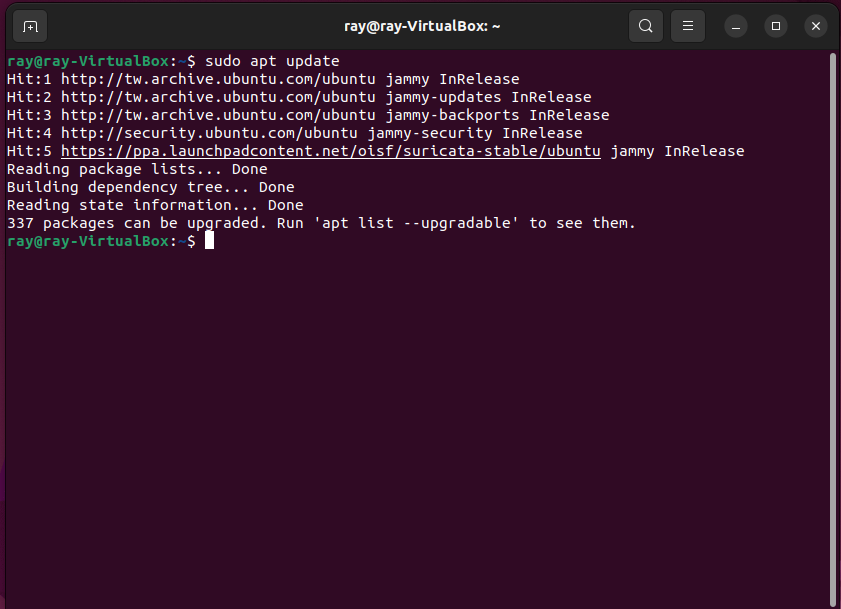 ray@ray-VirtualBox: ~
ray@ray-VirtualBox:~$ sudo apt update
Hit:1 http://tw.archive.ubuntu.com/ubuntu jammy InRelease
Hit:2 http://tw.archive.ubuntu.com/ubuntu jammy-updates InRelease
Hit:3 http://tw.archive.ubuntu.com/ubuntu jammy-backports InRelease
Hit:4 http://security.ubuntu.com/ubuntu jammy-security InRelease
Hit:5 https://ppa.launchpadcontent.net/oisf/suricata-stable/ubuntu jammy InRelease
Reading package lists... Done
Building dependency tree... Done
Reading state information... Done
337 packages can be upgraded. Run 'apt list --upgradable' to see them.
ray@ray-VirtualBox:~$